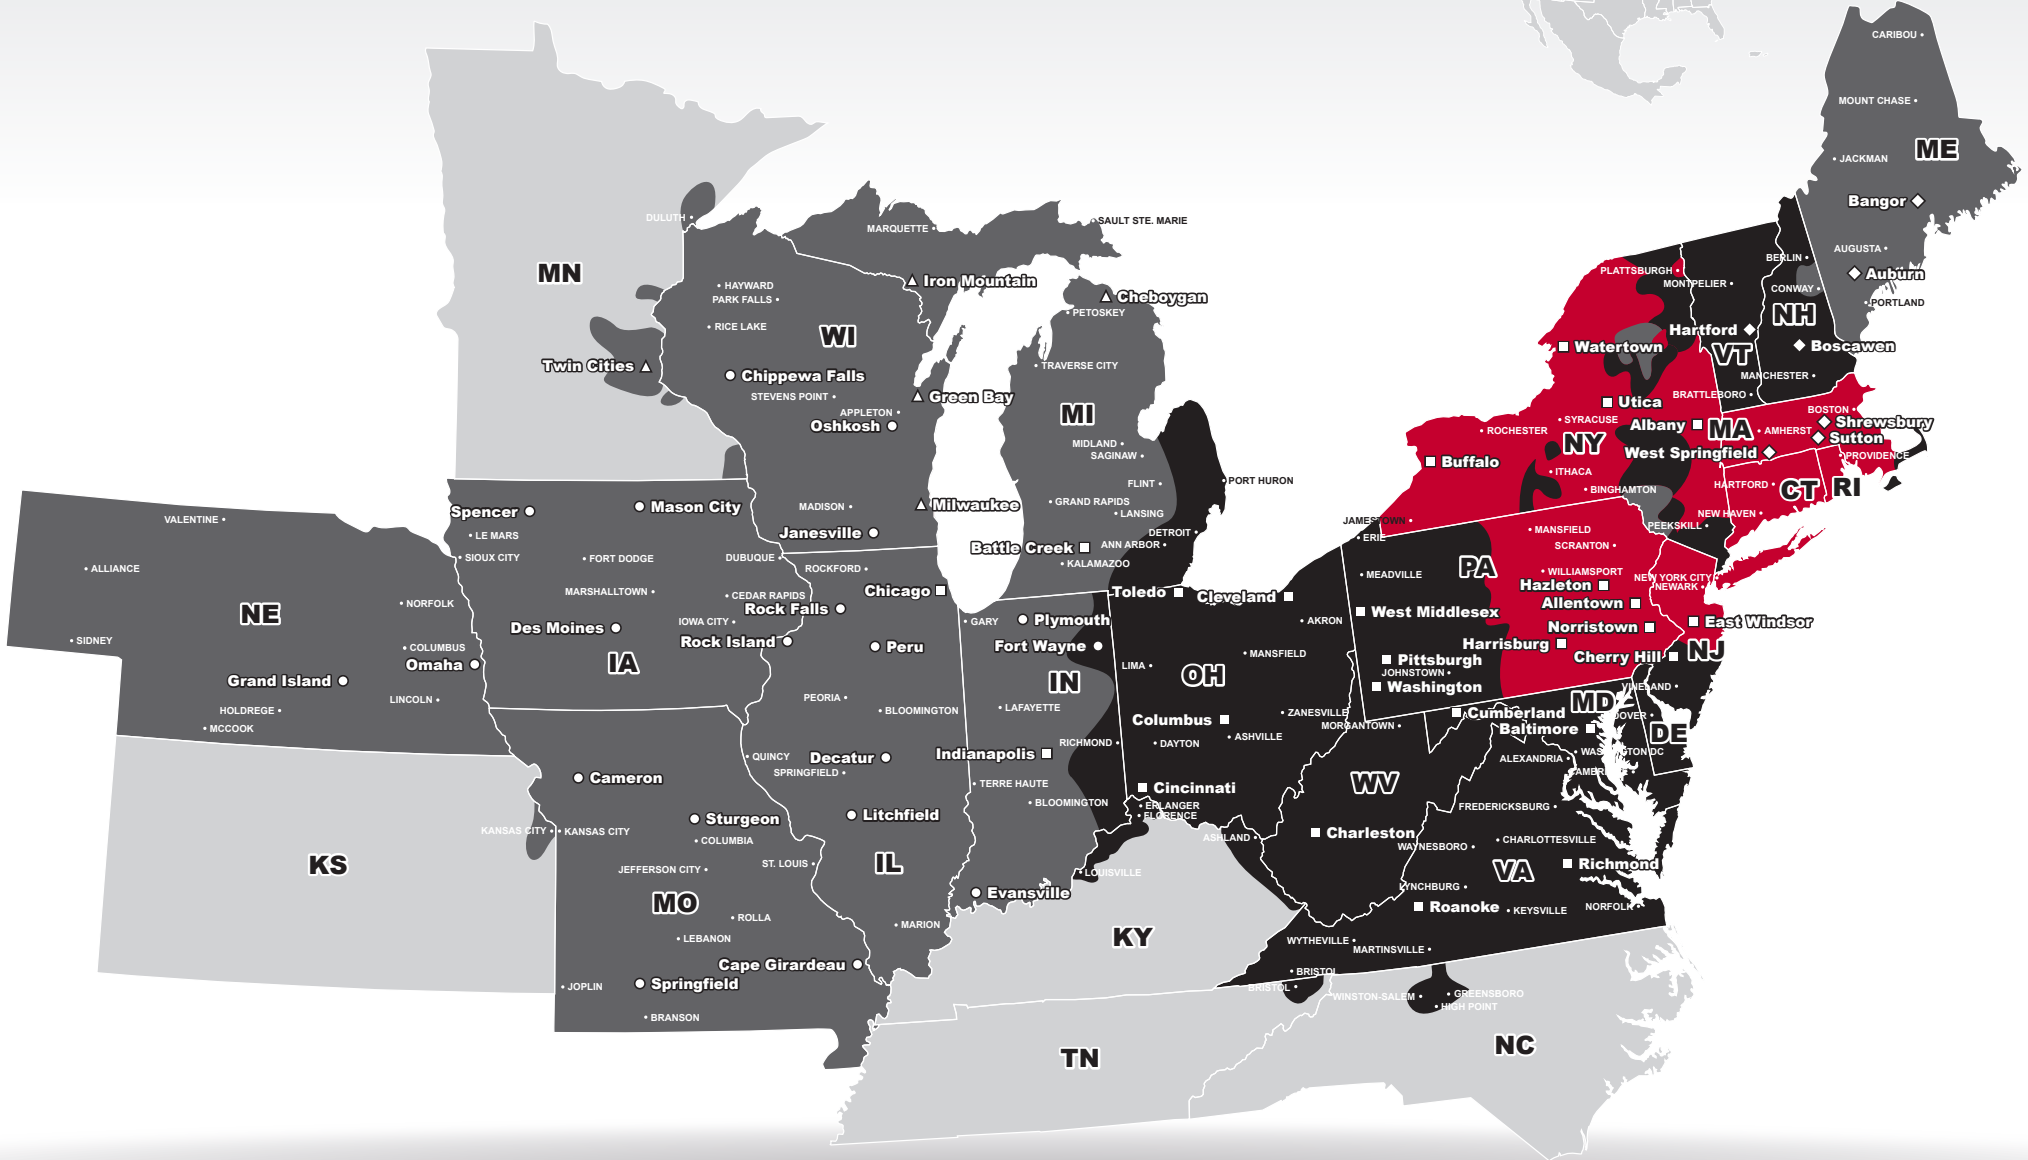 CARIBOU
MOUNT CHASE
ME
JACKMAN
Bangor
AUGUSTA
Auburn
PORTLAND
BERLIN
CONWAY
NH
Boscawen
MANCHESTER
MONTPELIER
Hartford
VT
BRATTLEBORO
PLATTSBURGH
Watertown
Utica
SYRACUSE
ROCHESTER
NY
Albany
Buffalo
ITHACA
BINGHAMTON
JAMESTOWN
PEEKSKILL
NEW YORK CITY
BOSTON
Shrewsbury
MA
AMHERST
Sutton
West Springfield
PROVIDENCE
HARTFORD
CT
RI
NEW HAVEN
NEWARK
East Windsor
NJ
Cherry Hill
VINELAND
ERIE
MANSFIELD
SCRANTON
PA
MEADVILLE
WILLIAMSPORT
Hazleton
Allentown
West Middlesex
Norristown
Harrisburg
Pittsburgh
JOHNSTOWN
Washington
MD
Cumberland
Baltimore
DOVER
DE
WASHINGTON DC
CAMBRIDGE
ALEXANDRIA
FREDERICKSBURG
CHARLOTTESVILLE
WAYNESBORO
Richmond
VA
LYNCHBURG
Roanoke
KEYSVILLE
NORFOLK
WYTHEVILLE
MARTINSVILLE
BRISTOL
MORGANTOWN
WV
Charleston
Toledo
Cleveland
AKRON
LIMA
MANSFIELD
OH
Columbus
ZANESVILLE
DAYTON
ASHVILLE
Cincinnati
ERLANGER
FLORENCE
ASHLAND
LOUISVILLE
KY
BRISTOL
TN
WINSTON-SALEM
GREENSBORO
HIGH POINT
NC
SAULT STE. MARIE
MARQUETTE
Iron Mountain
Cheboygan
PETOSKEY
TRAVERSE CITY
MI
MIDLAND
SAGINAW
FLINT
PORT HURON
GRAND RAPIDS
LANSING
DETROIT
ANN ARBOR
Battle Creek
KALAMAZOO
DULUTH
MN
Twin Cities
HAYWARD
PARK FALLS
RICE LAKE
WI
Chippewa Falls
STEVENS POINT
Green Bay
APPLETON
Oshkosh
MADISON
Milwaukee
Janesville
Mason City
Spencer
LE MARS
SIOUX CITY
FORT DODGE
DUBUQUE
MARSHALLTOWN
CEDAR RAPIDS
IOWA CITY
Des Moines
IA
ROCKFORD
Chicago
Rock Falls
Rock Island
Peru
PEORIA
BLOOMINGTON
QUINCY
Decatur
SPRINGFIELD
Litchfield
IL
MARION
GARY
Plymouth
Fort Wayne
IN
LAFAYETTE
RICHMOND
Indianapolis
TERRE HAUTE
BLOOMINGTON
Evansville
VALENTINE
ALLIANCE
NE
NORFOLK
SIDNEY
COLUMBUS
Omaha
Grand Island
LINCOLN
HOLDREGE
MCCOOK
KS
KANSAS CITY
KANSAS CITY
Cameron
Sturgeon
COLUMBIA
ST. LOUIS
JEFFERSON CITY
MO
ROLLA
LEBANON
Cape Girardeau
Springfield
JOPLIN
BRANSON